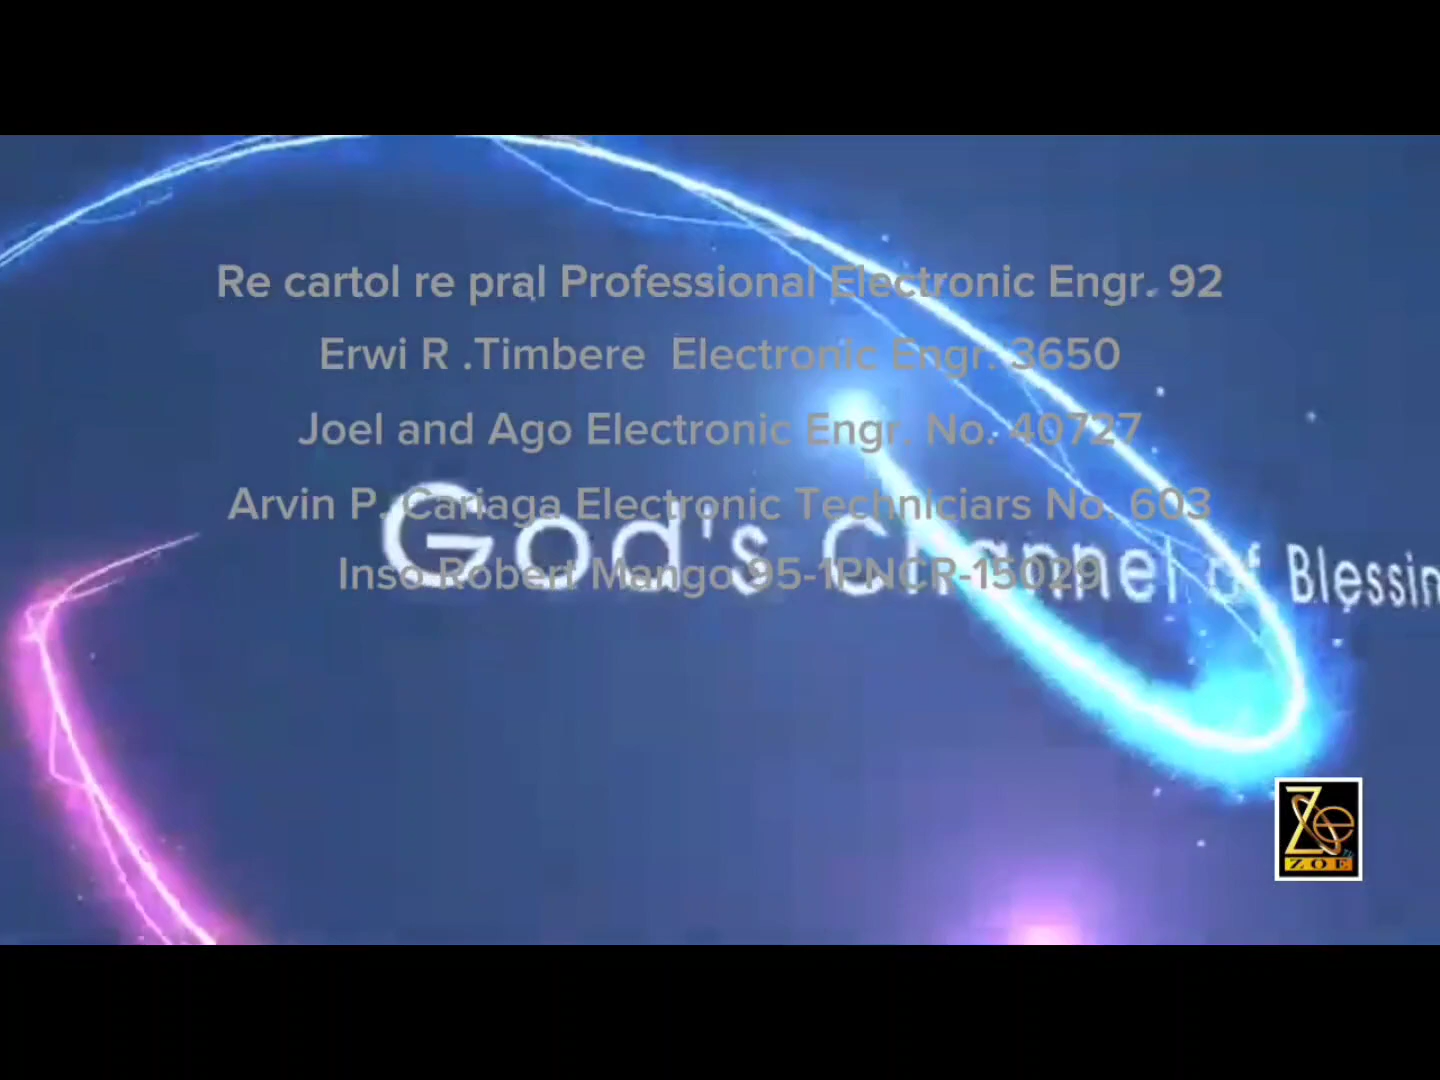 Re cartol re pral Professional Electronic Engr. 92
Erwi R .Timbere Electronic Engr. 3650
Joel and Ago Electronic Engr. No. 40727
Arvin P. Cariaga Electronic Techniciars No. 603
God's Channel of Blessin
Inso Robert Mango 95-1PNCR-15029
ZOE